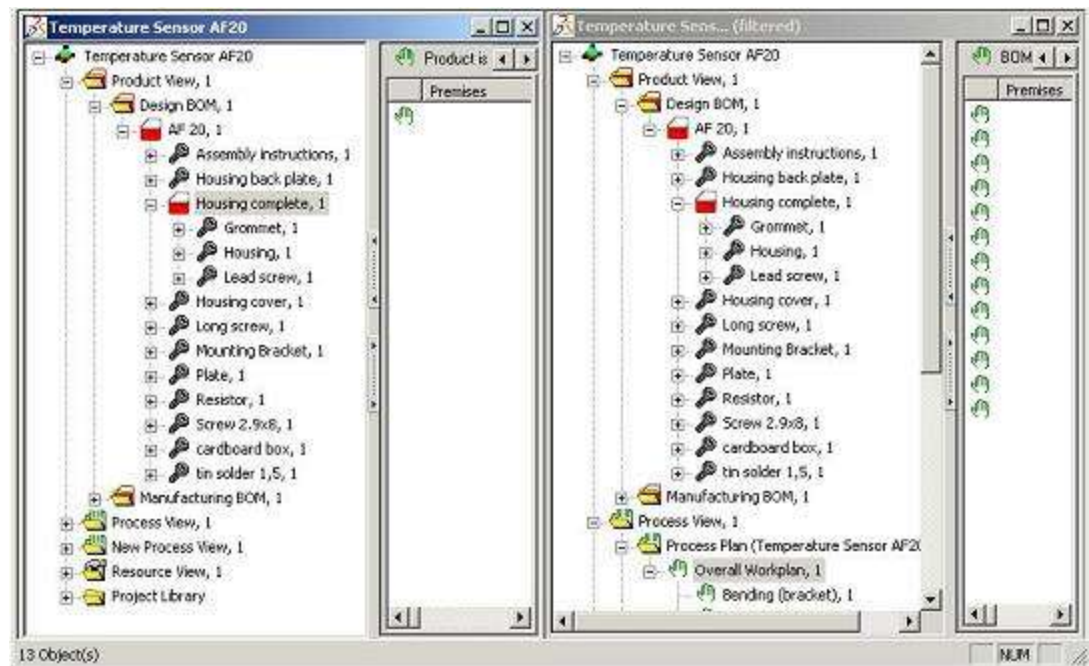 Temperature Sensor AF20
Temperature Sensor AF20
Product View, 1
Design BOM, 1
AF 20, 1
Assembly instructions, 1
Housing back plate, 1
Housing complete, 1
Grommet, 1
Housing, 1
Lead screw, 1
Housing cover, 1
Long screw, 1
Mounting Bracket, 1
Plate, 1
Resistor, 1
Screw 2.9x8, 1
cardboard box, 1
tin solder 1,5, 1
Manufacturing BOM, 1
Process View, 1
New Process View, 1
Resource View, 1
Project Library
Product is
Premises
Temperature Sens... (filtered)
Temperature Sensor AF20
Product View, 1
Design BOM, 1
AF 20, 1
Assembly instructions, 1
Housing back plate, 1
Housing complete, 1
Grommet, 1
Housing, 1
Lead screw, 1
Housing cover, 1
Long screw, 1
Mounting Bracket, 1
Plate, 1
Resistor, 1
Screw 2.9x8, 1
cardboard box, 1
tin solder 1,5, 1
Manufacturing BOM, 1
Process View, 1
Process Plan (Temperature Sensor AF20
Overall Workplan, 1
Bending (bracket), 1
BOM
Premises
13 Object(s)
NUM